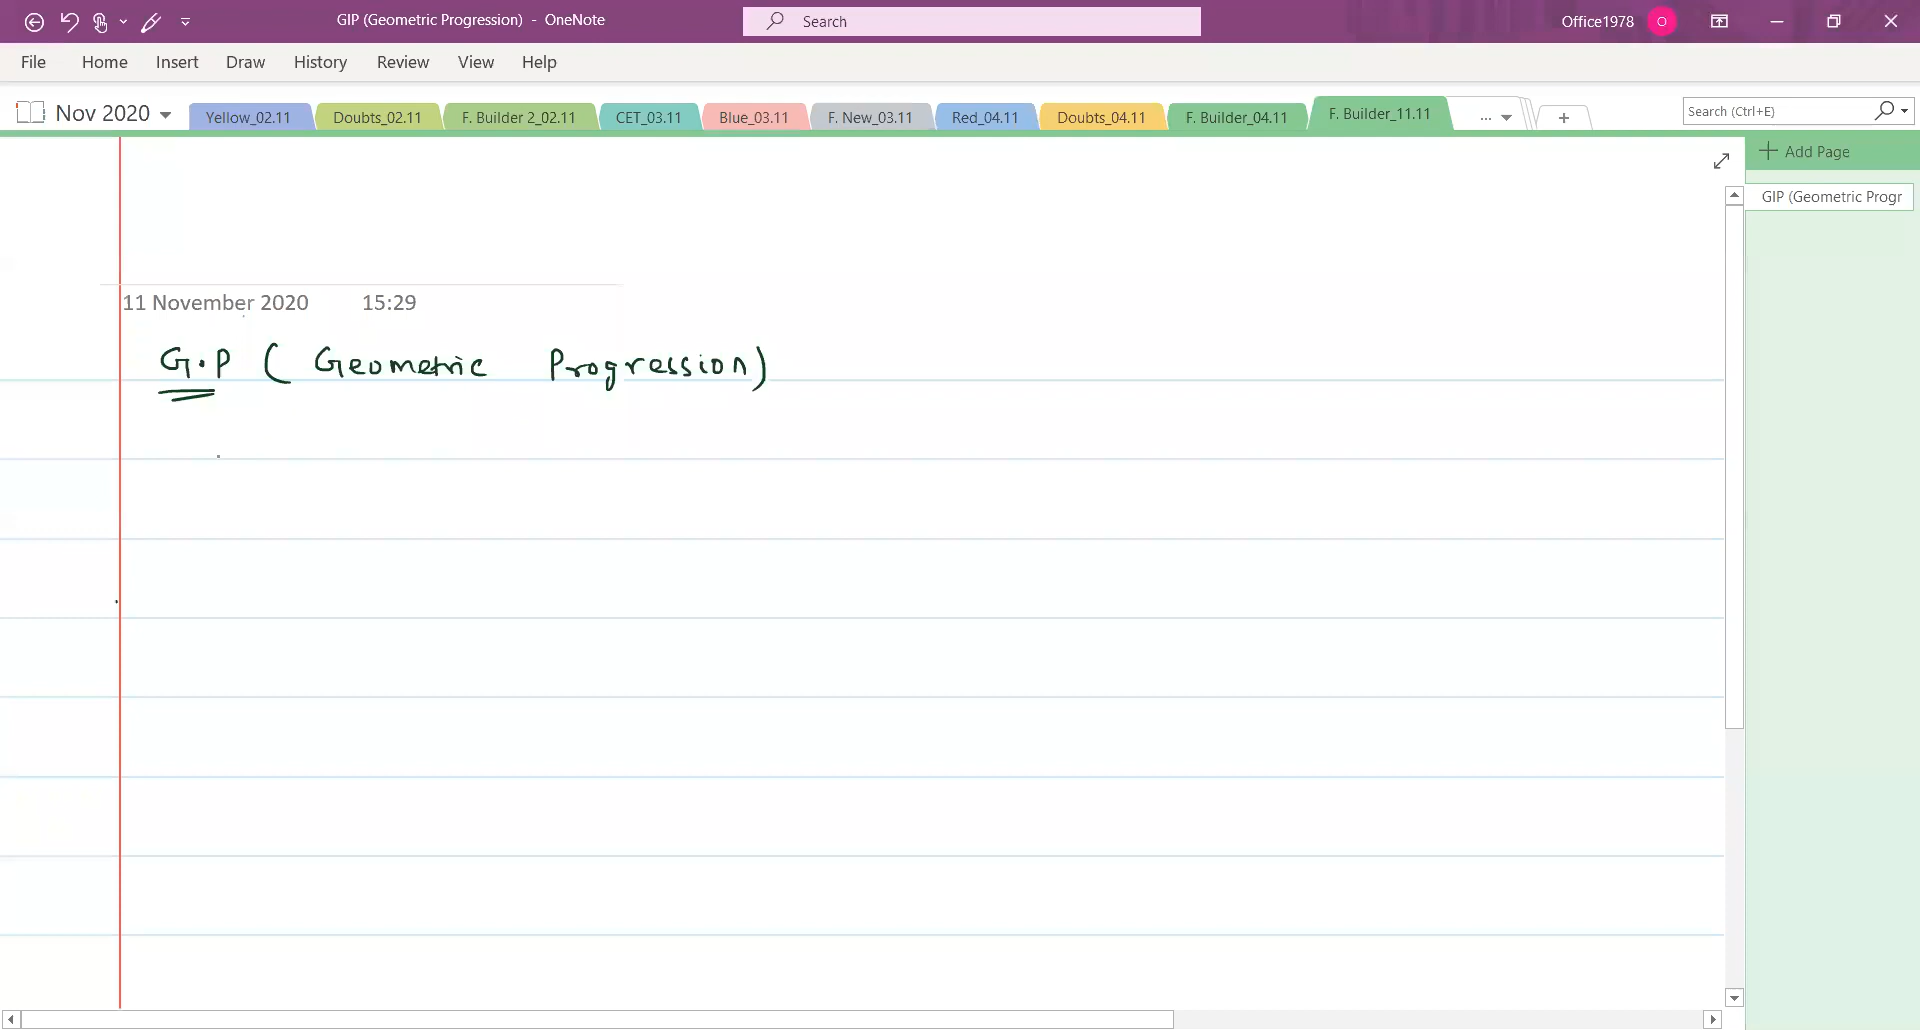 GIP (Geometric Progression) - OneNote
Search
Office1978
O
File Home Insert Draw History Review View Help
Nov 2020
Yellow_02.11
Doubts_02.11
F. Builder 2_02.11
CET_03.11
Blue_03.11
F. New_03.11
Red_04.11
Doubts_04.11
F. Builder_04.11
F. Builder_11.11
...
Search (Ctrl+E)
Add Page
GIP (Geometric Progr
11 November 2020 15:29
G.P ( Geometric Progression)